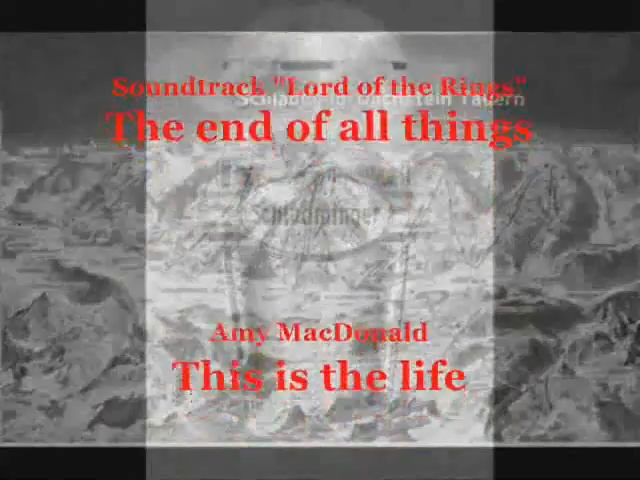 Soundtrack "Lord of the Rings"
The end of all things
Amy MacDonald
This is the life